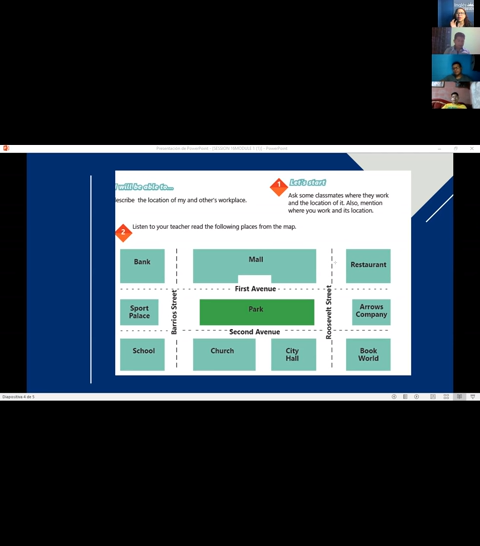 I will be able to...
describe the location of my and other's workplace.
1
Let's start
Ask some classmates where they work
and the location of it. Also, mention
where you work and its location.
2
Listen to your teacher read the following places from the map.
Bank
Mall
Restaurant
First Avenue
Sport
Palace
Barrios Street
Park
Roosevelt Street
Arrows
Company
Second Avenue
School
Church
City
Hall
Book
World
Diapositiva 4 de 5